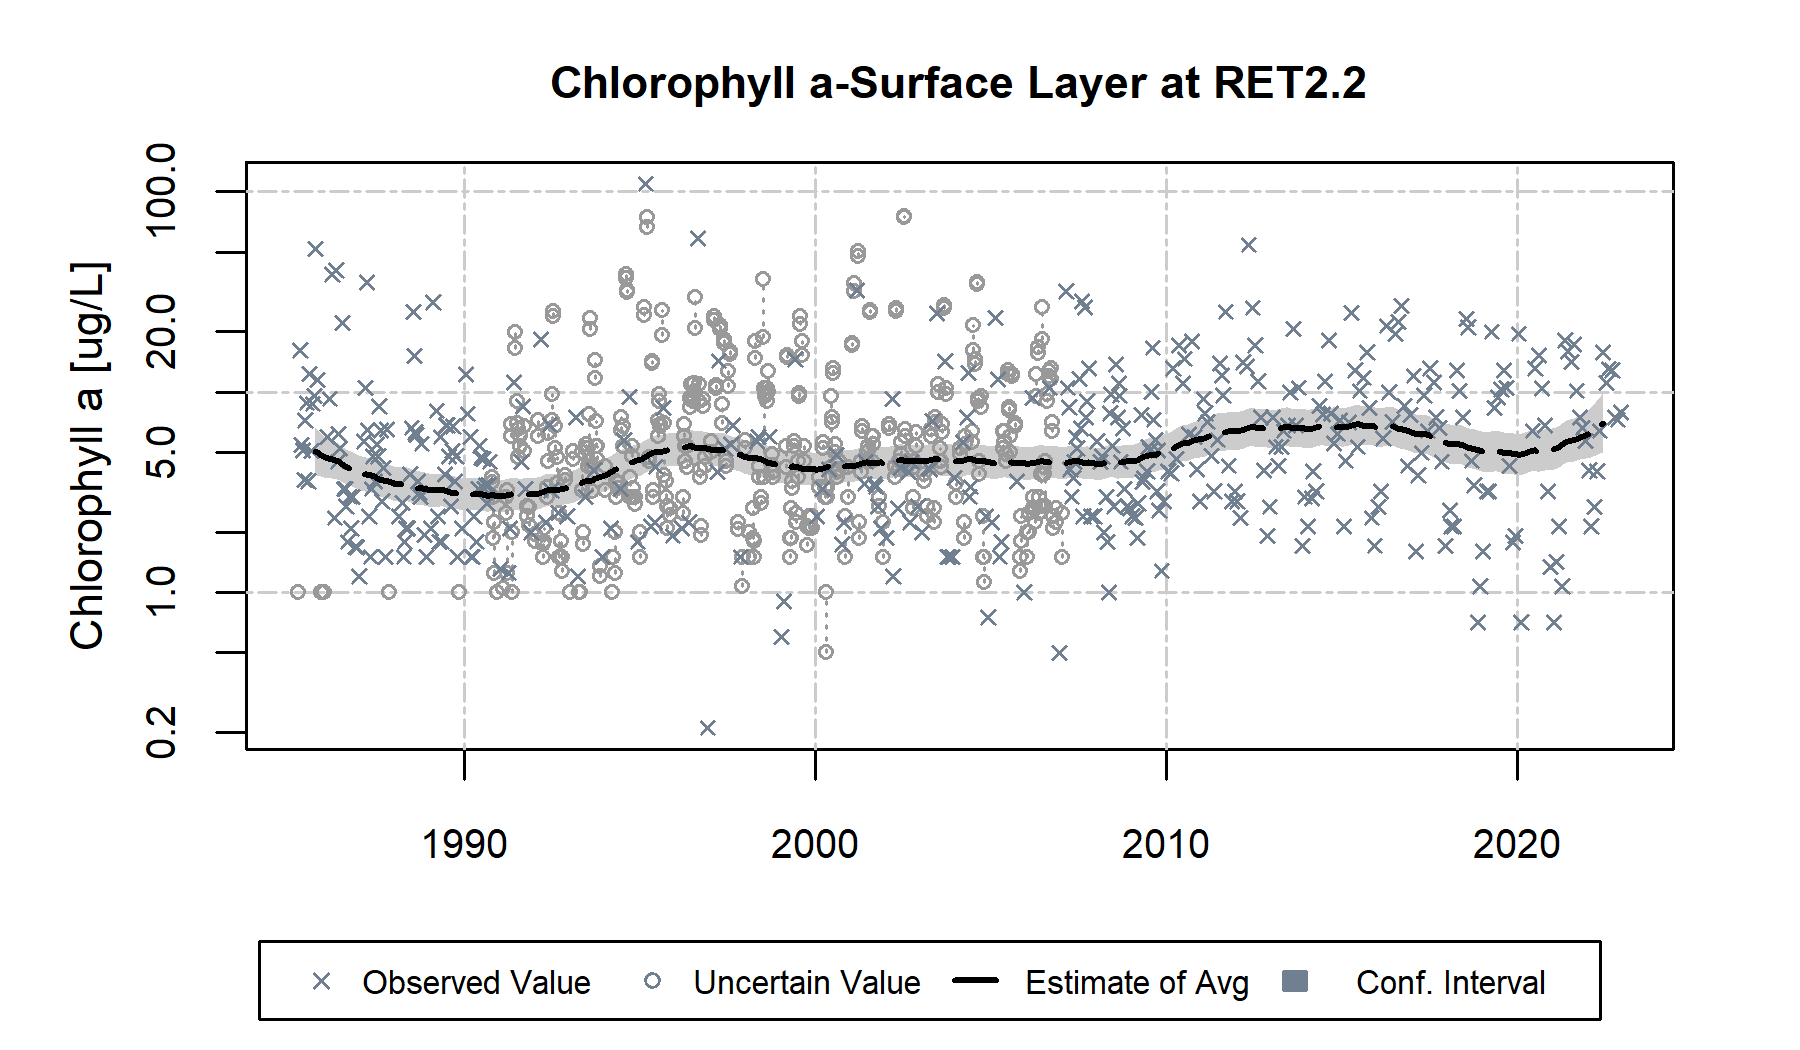 Chlorophyll a-Surface Layer at RET2.2
Chlorophyll a [ug/L]
100.0
20.0
5.0
1.0
0.2
1990 2000 2010 2020
Observed Value Uncertain Value Estimate of Avg Conf. Interval